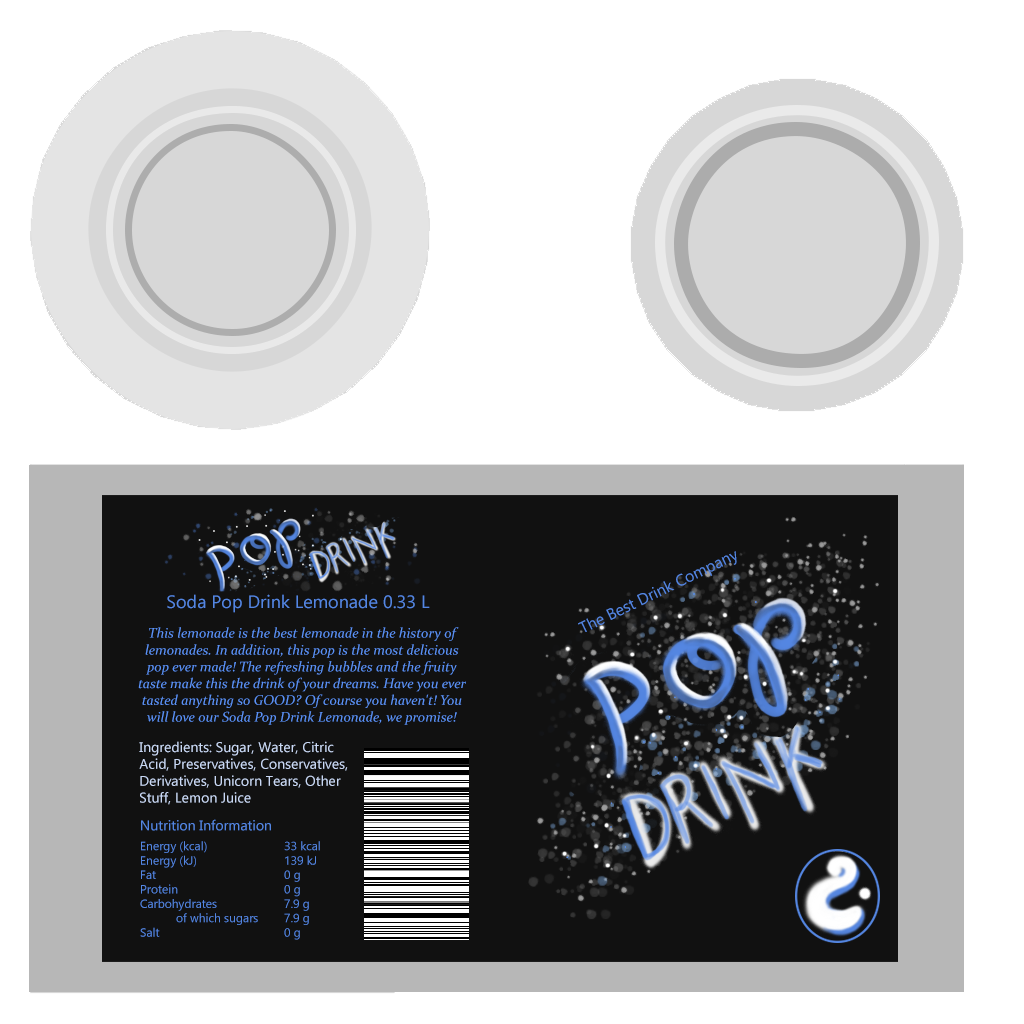 POP DRINK
Soda Pop Drink Lemonade 0.33 L
This lemonade is the best lemonade in the history of
lemonades. In addition, this pop is the most delicious
pop ever made! The refreshing bubbles and the fruity
taste make this the drink of your dreams. Have you ever
tasted anything so GOOD? Of course you haven't! You
will love our Soda Pop Drink Lemonade, we promise!
Ingredients: Sugar, Water, Citric
Acid, Preservatives, Conservatives,
Derivatives, Unicorn Tears, Other
Stuff, Lemon Juice
Nutrition Information
Energy (kcal) 33 kcal
Energy (kJ) 139 kJ
Fat 0 g
Protein 0 g
Carbohydrates 7.9 g
of which sugars 7.9 g
Salt 0 g
The Best Drink Company
POP
DRINK